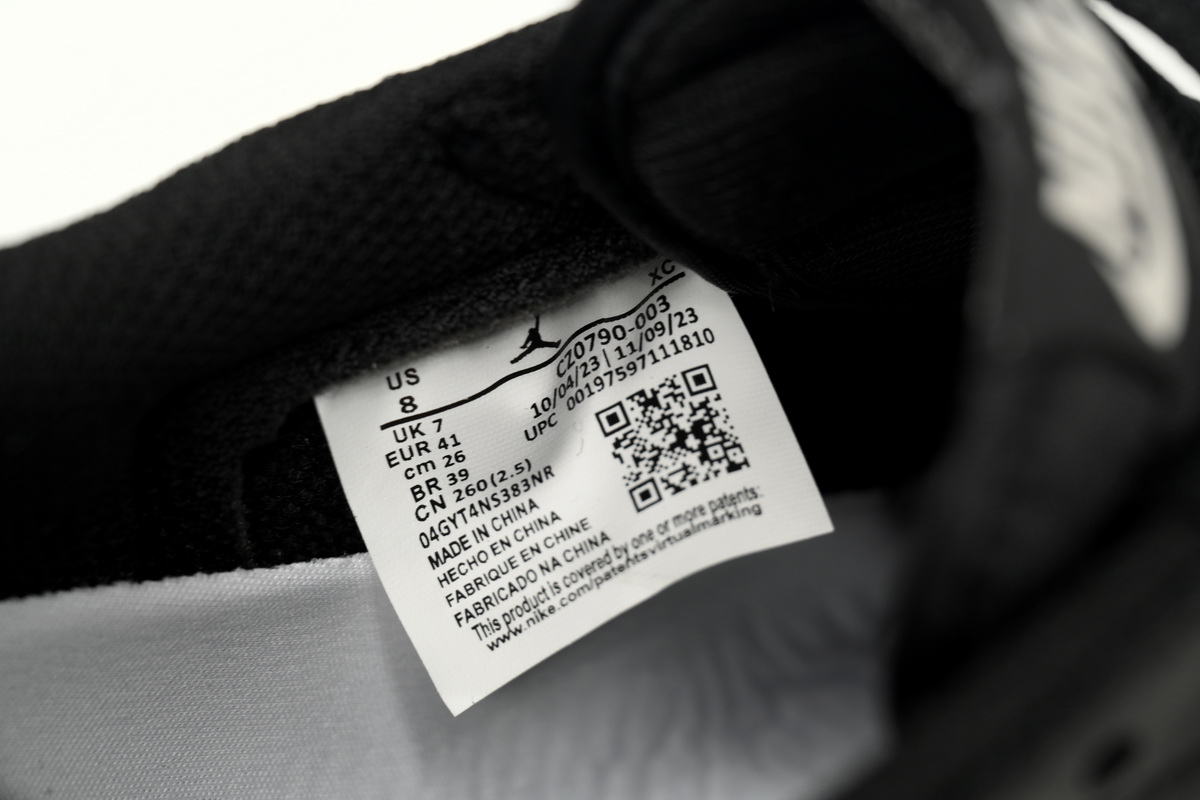 XC
US
8
CZ0790-003
10/04/23 | 11/09/23
UPC 00197597111810
UK 7
EUR 41
cm 26
BR 39
CN 260(2.5)
04GYT4NS383NR
MADE IN CHINA
HECHO EN CHINA
FABRIQUE EN CHINE
FABRICADO NA CHINA
This product is covered by one or more patents:
www.nike.com/patentsvirtualmarking